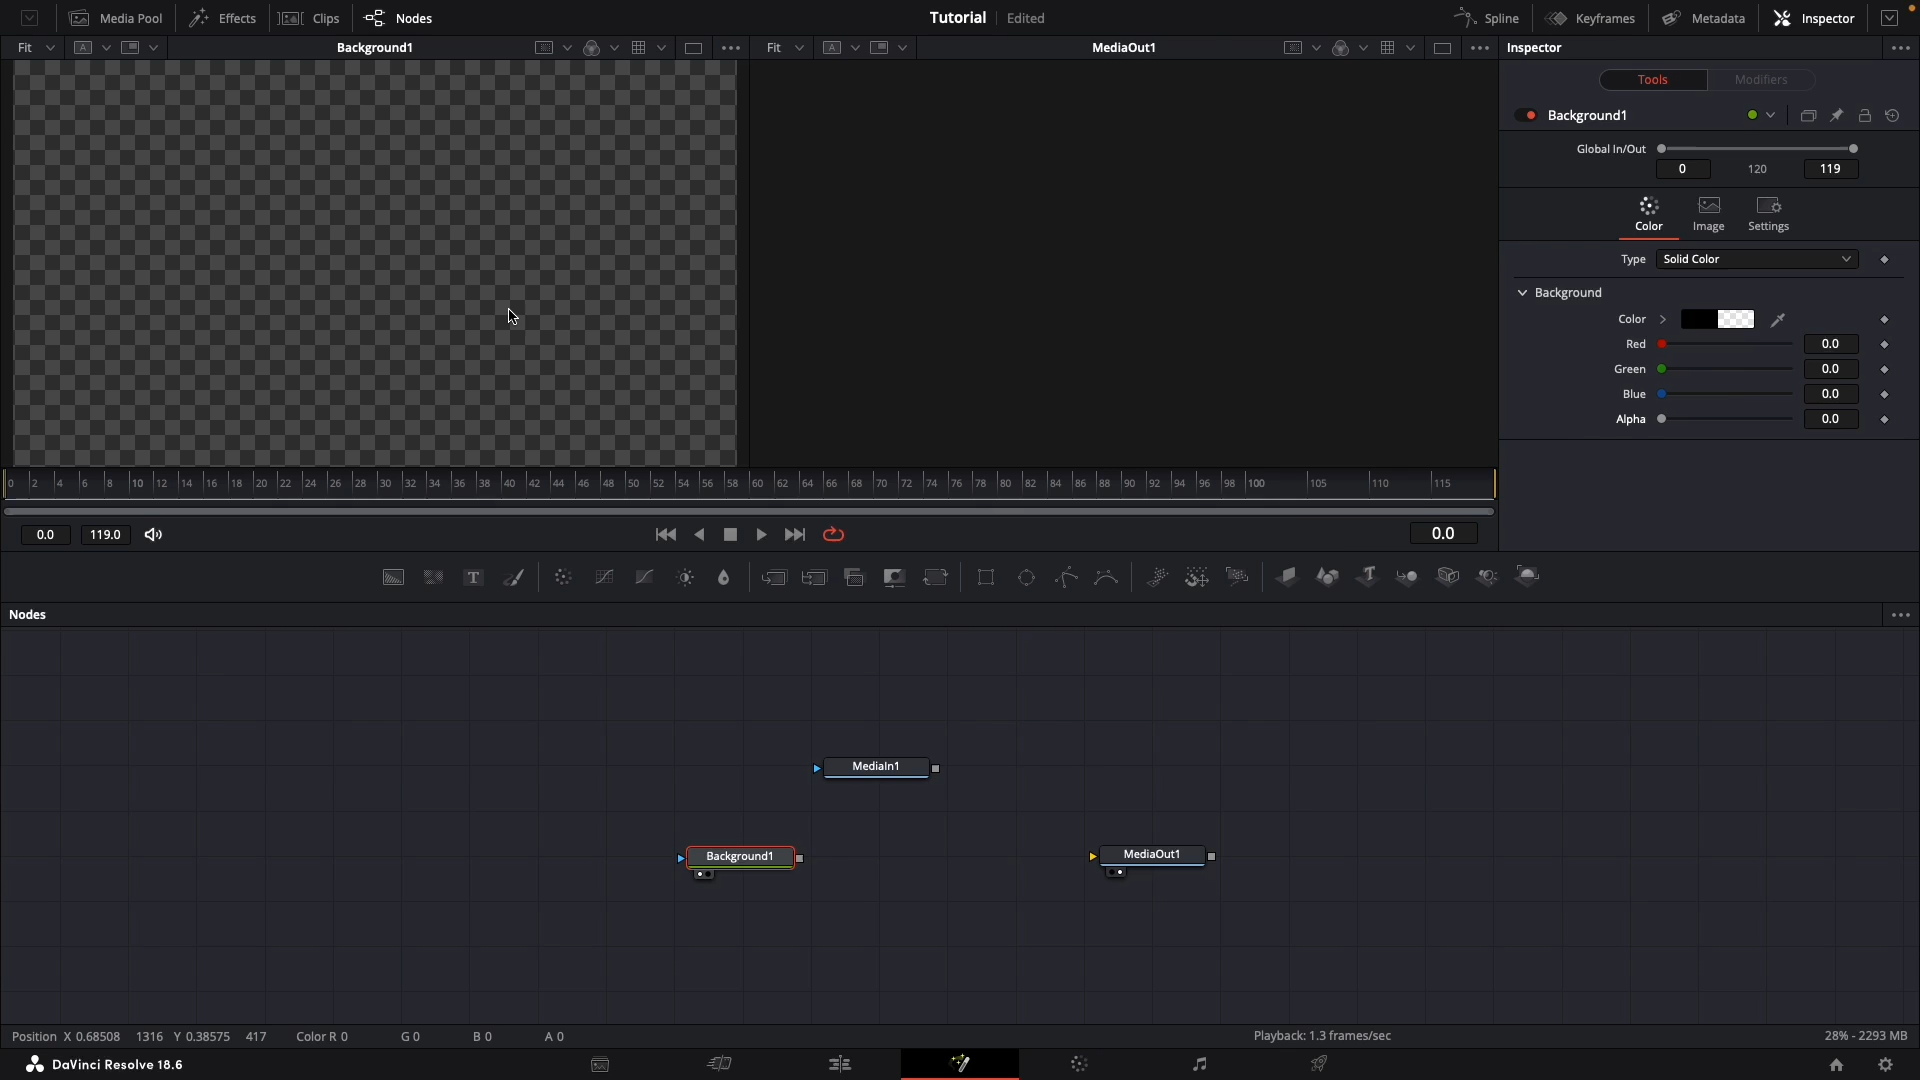 Media Pool
Effects
Clips
Nodes
Tutorial
Edited
Spline
Keyframes
Metadata
Inspector
Fit
A
Background1
Fit
A
MediaOut1
Inspector
Tools
Modifiers
Background1
Global In/Out
0
120
119
Color
Image
Settings
Type
Solid Color
Background
Color
Red
0.0
Green
0.0
Blue
0.0
Alpha
0.0
0 2 4 6 8 10 12 14 16 18 20 22 24 26 28 30 32 34 36 38 40 42 44 46 48 50 52 54 56 58 60 62 64 66 68 70 72 74 76 78 80 82 84 86 88 90 92 94 96 98 100 105 110 115
0.0
119.0
0.0
T
T
Nodes
MediaIn1
Background1
MediaOut1
Position X 0.68508 1316 Y 0.38575 417 Color R 0 G 0 B 0 A 0
Playback: 1.3 frames/sec
28% - 2293 MB
DaVinci Resolve 18.6